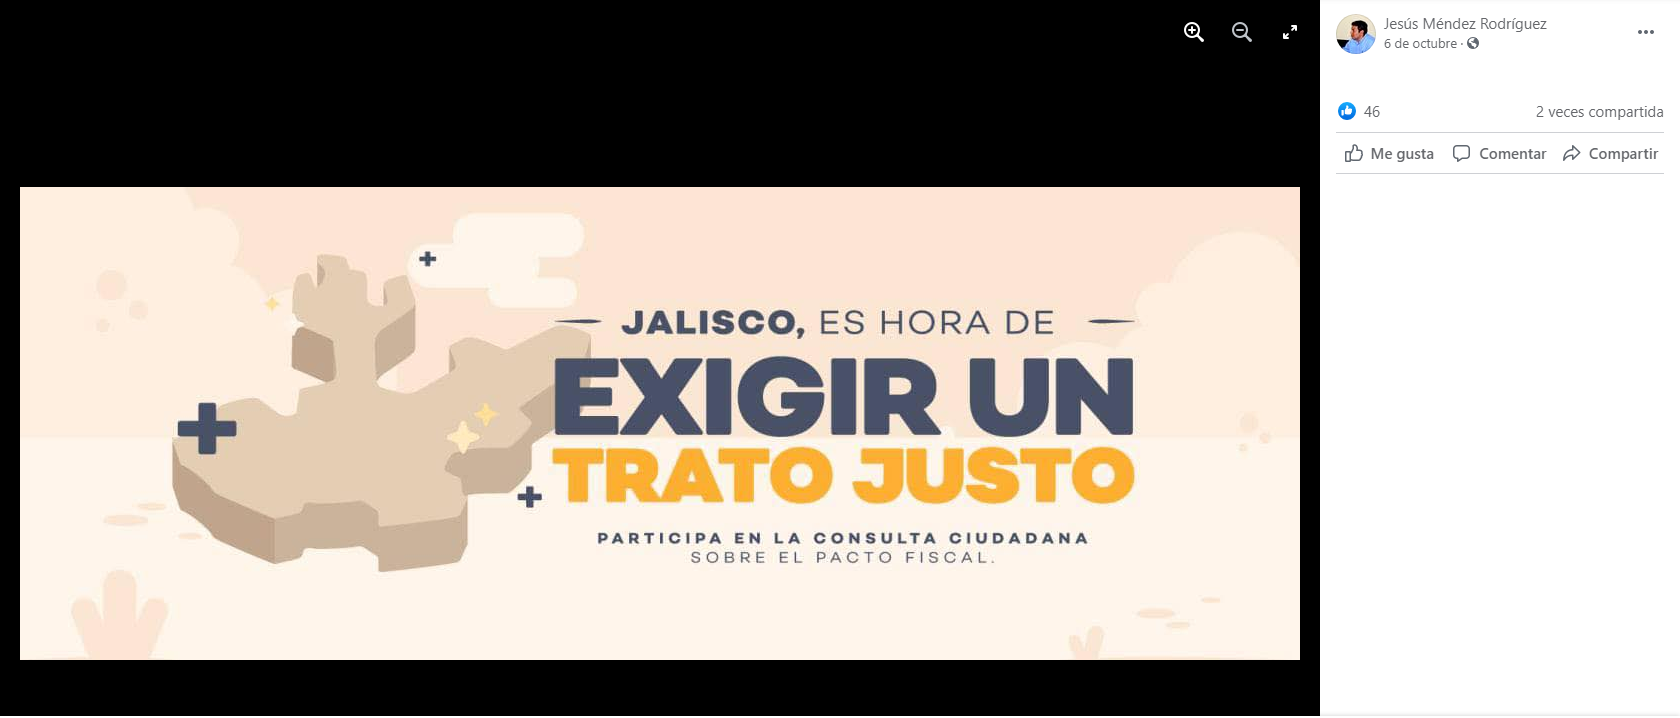 JALISCO, ES HORA DE
EXIGIR UN
TRATO JUSTO
PARTICIPA EN LA CONSULTA CIUDADANA
SOBRE EL PACTO FISCAL.
Jesús Méndez Rodríguez
6 de octubre ·
46
2 veces compartida
Me gusta Comentar Compartir